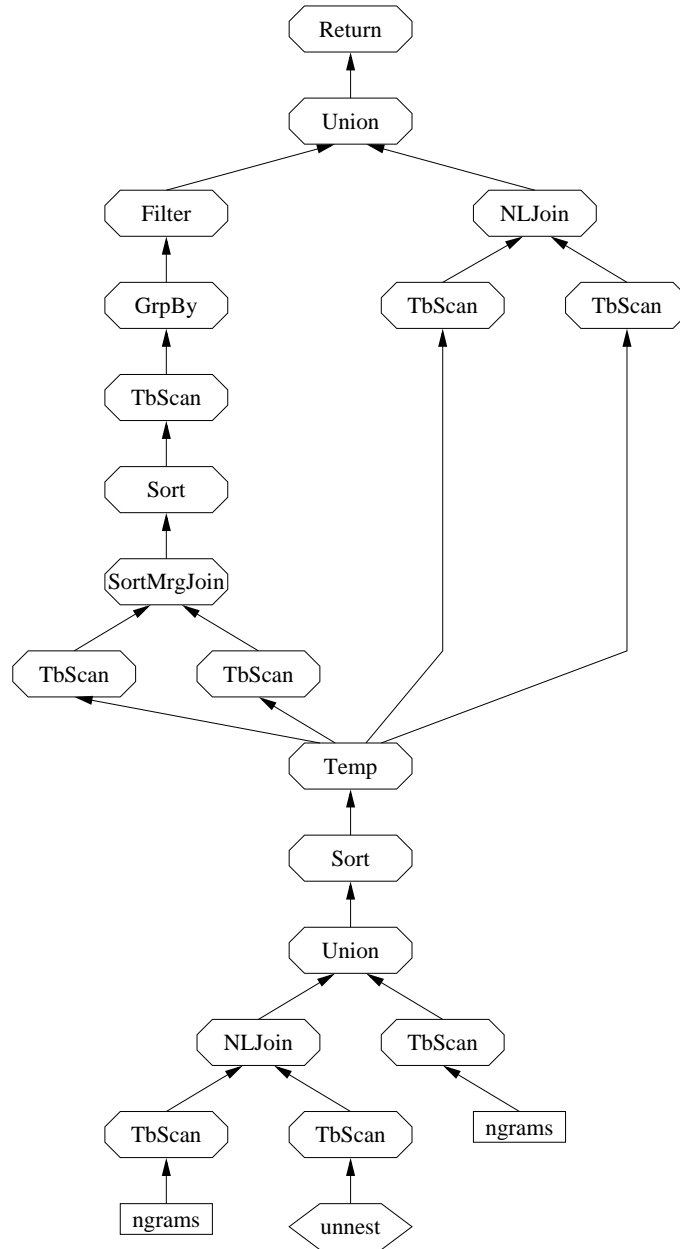 Return
Union
Filter
NLJoin
GrpBy
TbScan
TbScan
TbScan
Sort
SortMrgJoin
TbScan
TbScan
Temp
Sort
Union
NLJoin
TbScan
TbScan
TbScan
ngrams
ngrams
unnest